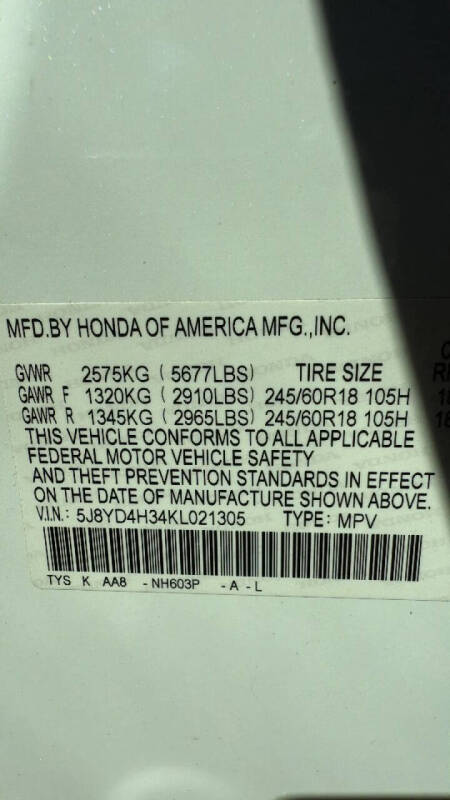 MFD.BY HONDA OF AMERICA MFG.,INC.
GVWR 2575KG ( 5677LBS) TIRE SIZE
GAWR F 1320KG ( 2910LBS) 245/60R18 105H
GAWR R 1345KG ( 2965LBS) 245/60R18 105H
THIS VEHICLE CONFORMS TO ALL APPLICABLE
FEDERAL MOTOR VEHICLE SAFETY
AND THEFT PREVENTION STANDARDS IN EFFECT
ON THE DATE OF MANUFACTURE SHOWN ABOVE.
V.I.N.: 5J8YD4H34KL021305 TYPE: MPV
TYS K AA8 -NH603P -A-L